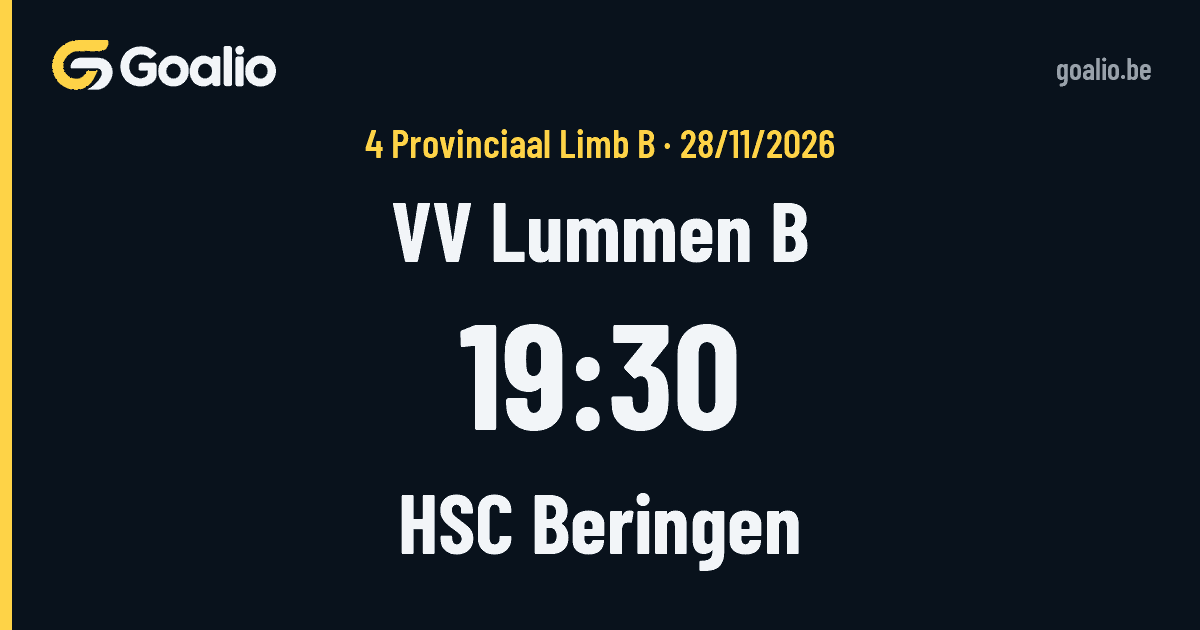 Goalio
goalio.be
4 Provinciaal Limb B · 28/11/2026
VV Lummen B
19:30
HSC Beringen